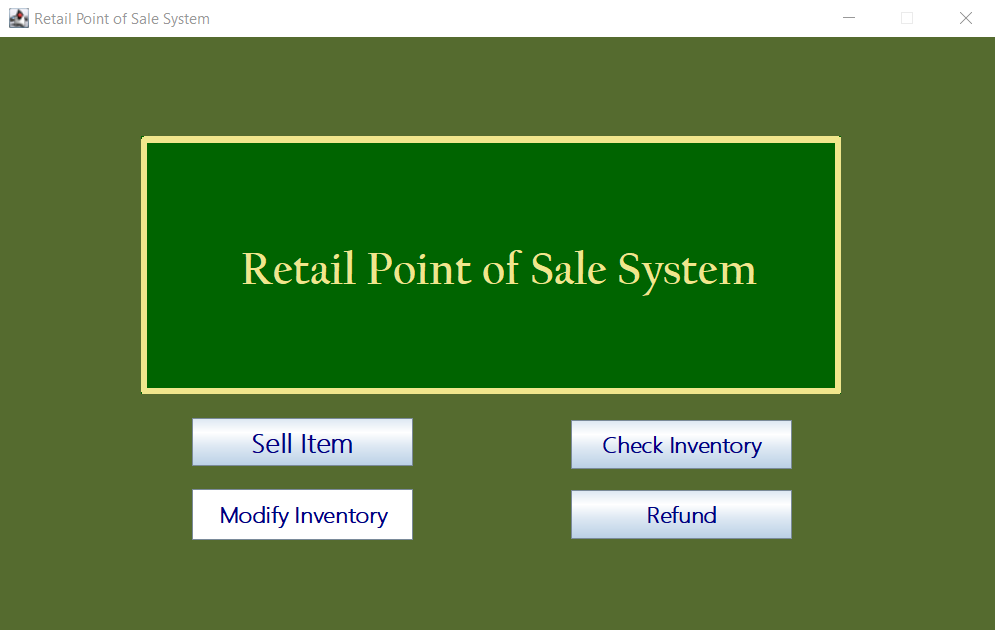 Retail Point of Sale System
Retail Point of Sale System
Sell Item
Check Inventory
Modify Inventory
Refund